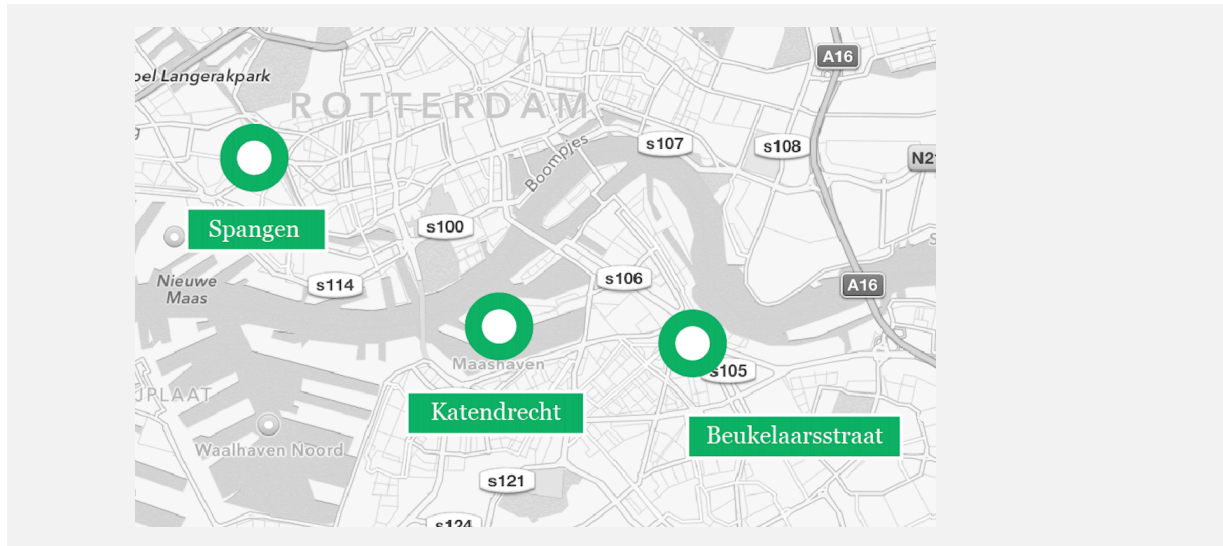 A16
oel Langerakpark
ROTTERDAM
s107
s108
Boompjes
N2
Spangen
s100
s114
s106
Nieuwe
Maas
A16
Maashaven
s105
JPLAAT
Katendrecht
Beukelaarsstraat
Waalhaven Noord
s121
s124